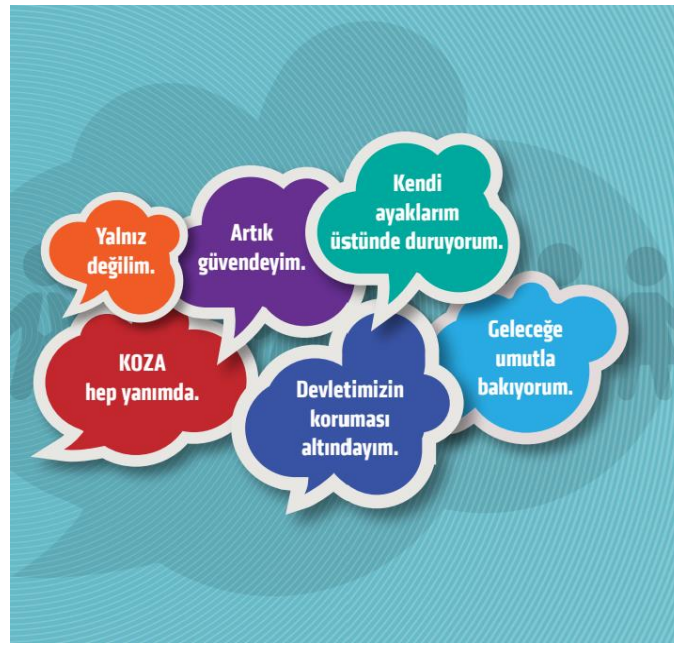 Yalnız
değilim.
Artık
güvendeyim.
Kendi
ayaklarım
üstünde duruyorum.
KOZA
hep yanımda.
Devletimizin
koruması
altındayım.
Geleceğe
umutla
bakıyorum.